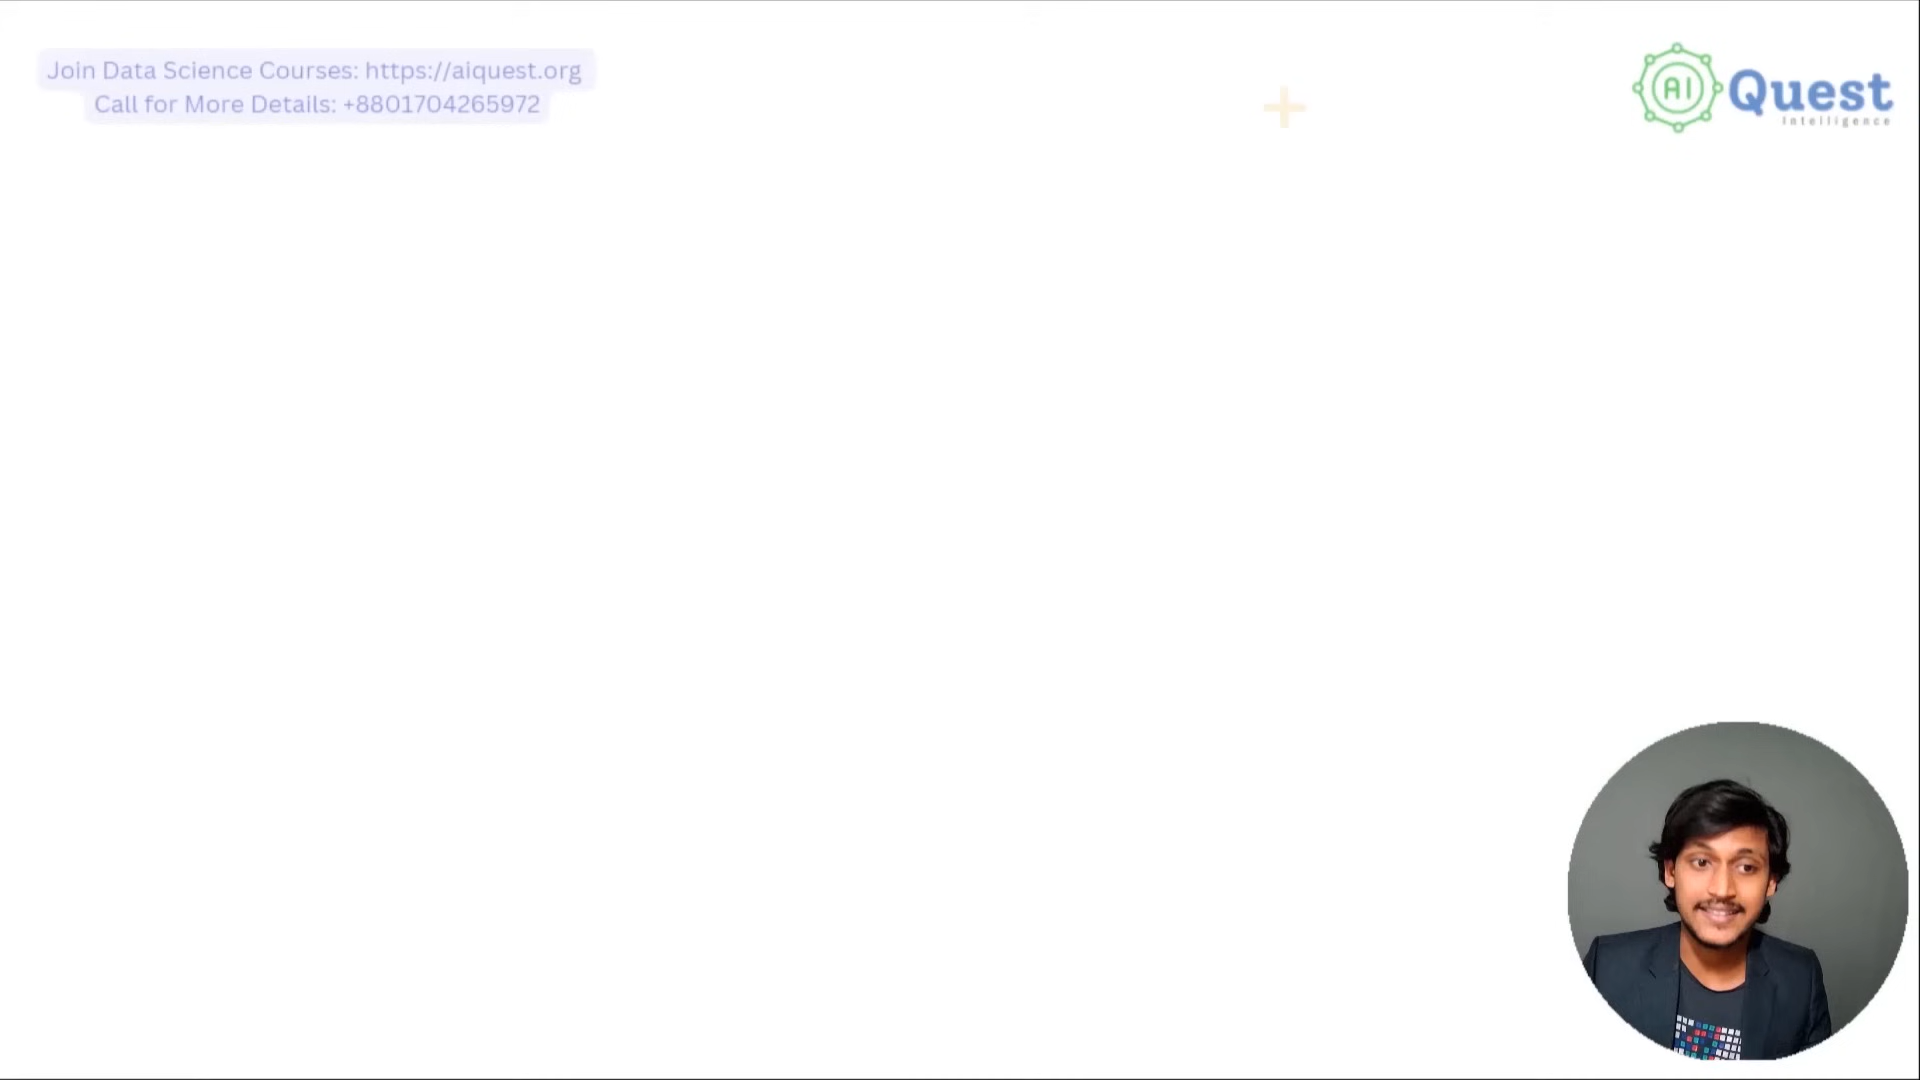 Join Data Science Courses: https://aiquest.org
Call for More Details: +8801704265972
AI Quest
Intelligence